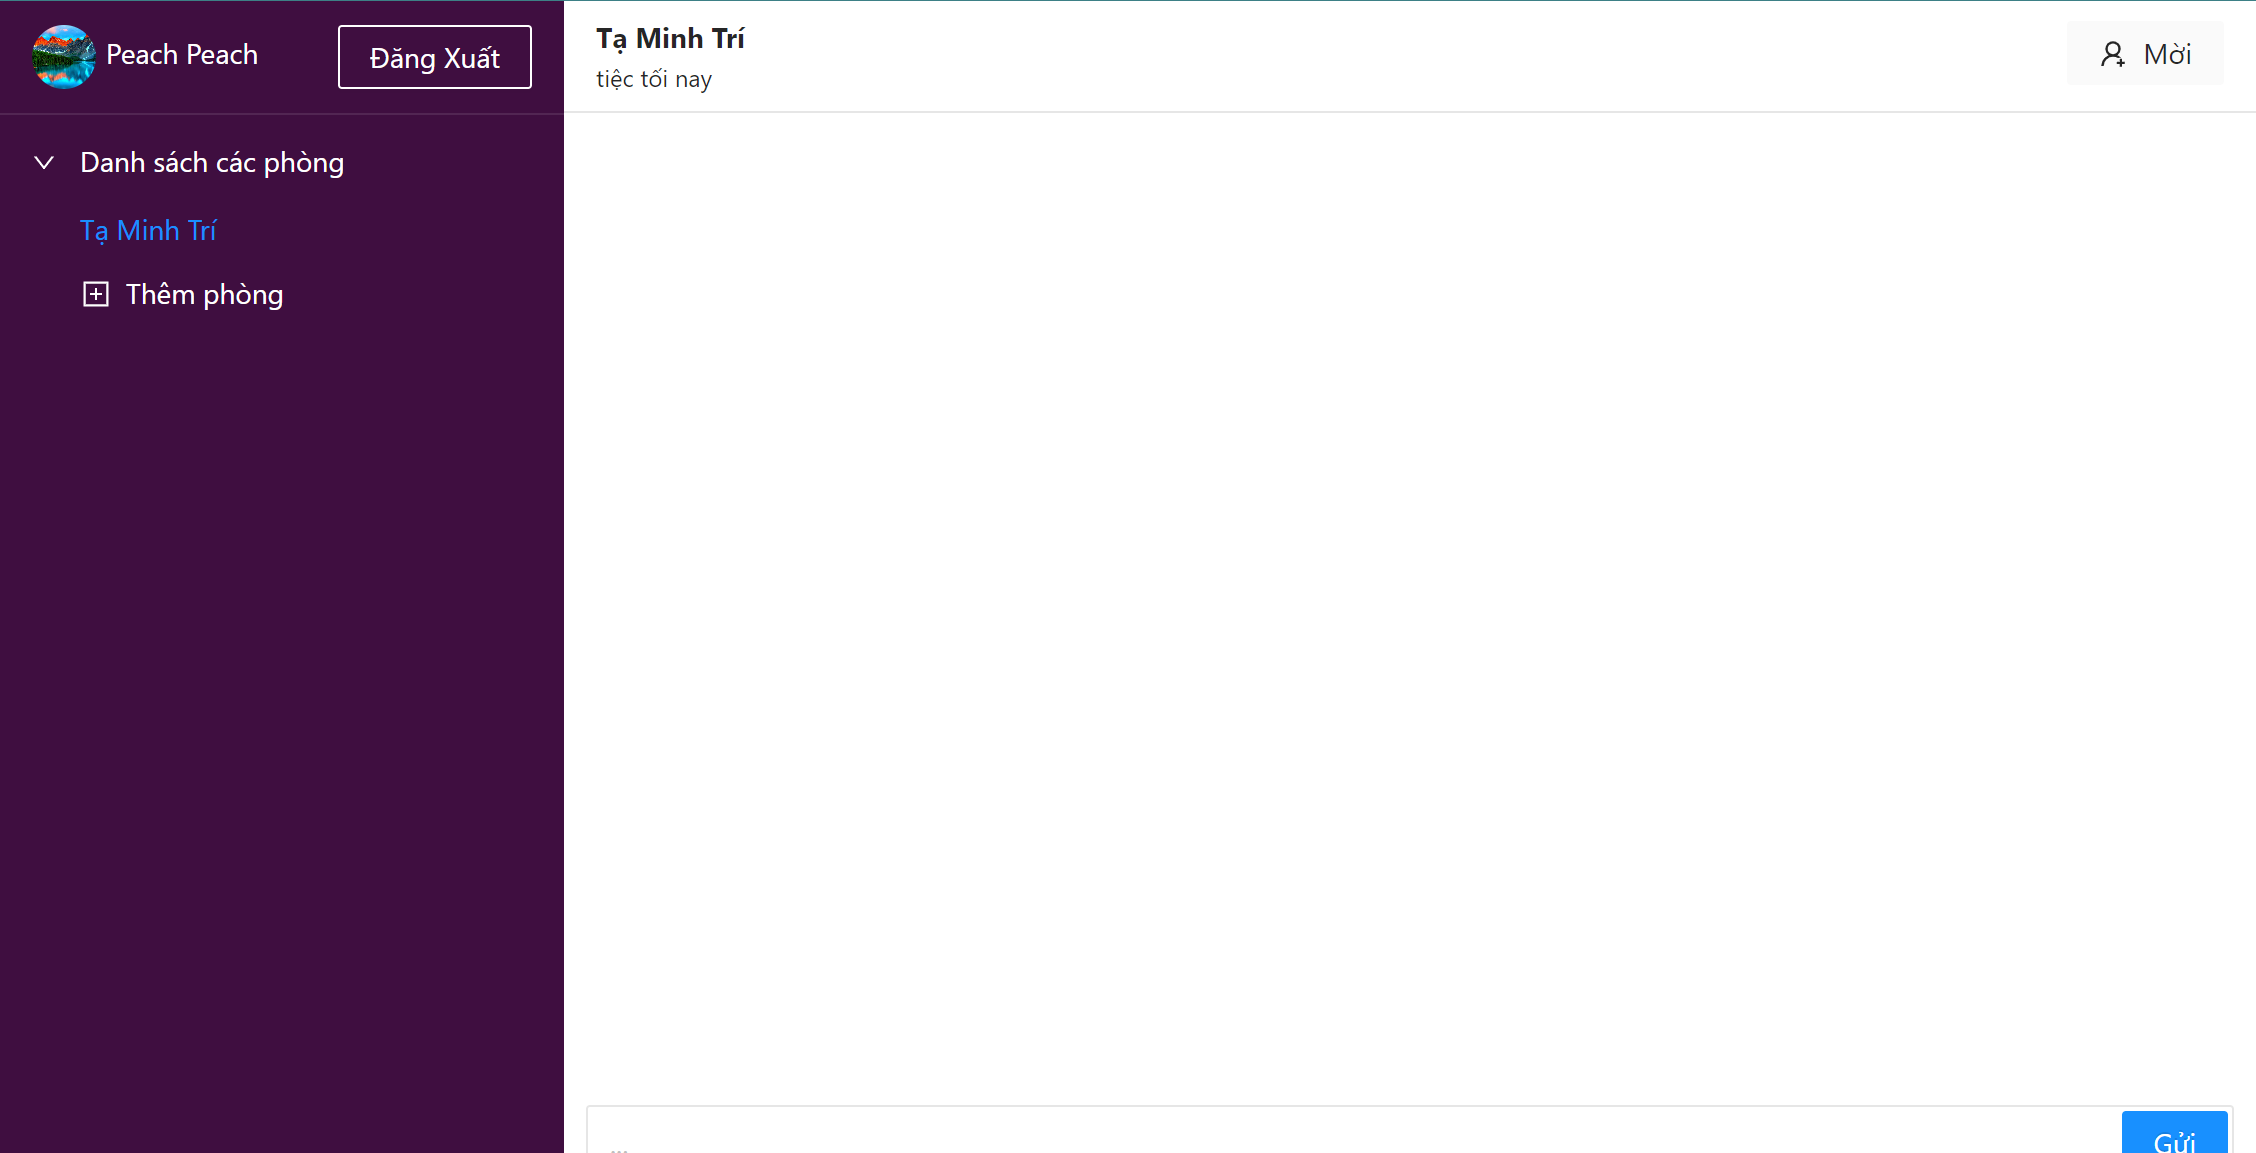 Peach Peach
Đăng Xuất
Danh sách các phòng
Tạ Minh Trí
Thêm phòng
Tạ Minh Trí
tiệc tối nay
Mời
...
Gửi